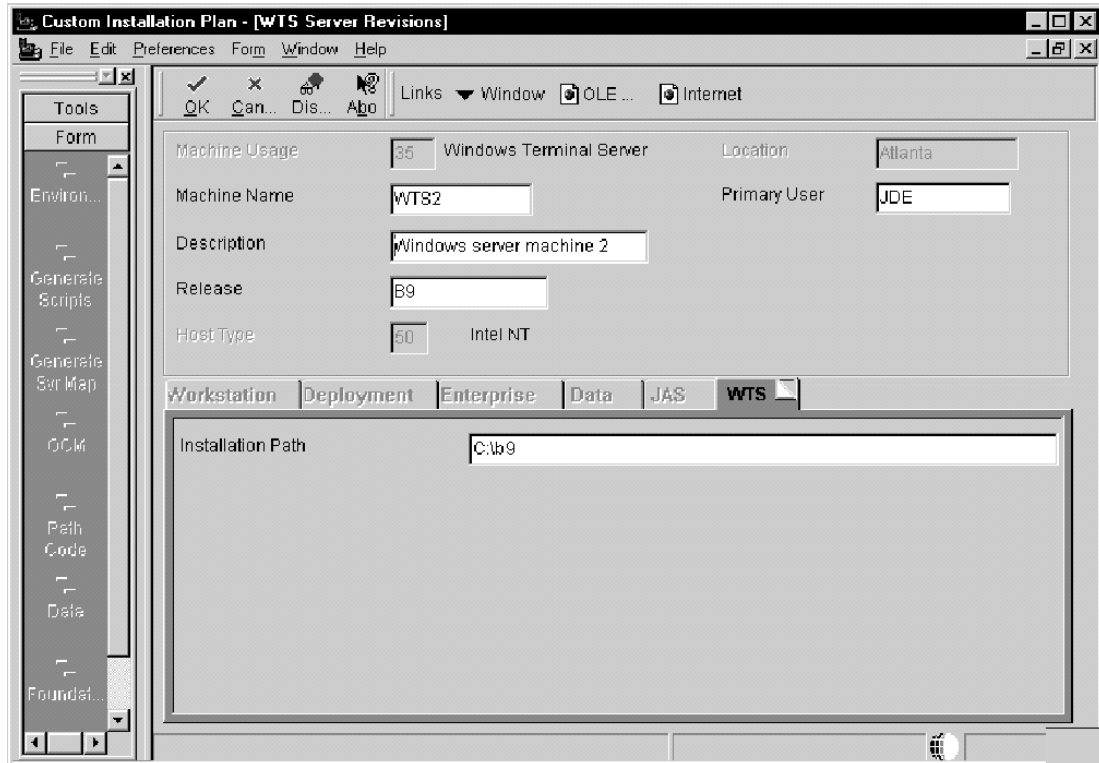 Custom Installation Plan - [WTS Server Revisions]
File Edit Preferences Form Window Help
Tools
Form
Environ...
Generate Scripts
Generate Svr Map
OCM
Path Code
Data
Foundat...
OK Can... Dis... Abo Links Window OLE ... Internet
Machine Usage 35 Windows Terminal Server Location Atlanta
Machine Name WTS2 Primary User JDE
Description Windows server machine 2
Release B9
Host Type 50 Intel NT
Workstation Deployment Enterprise Data JAS WTS
Installation Path C:\b9